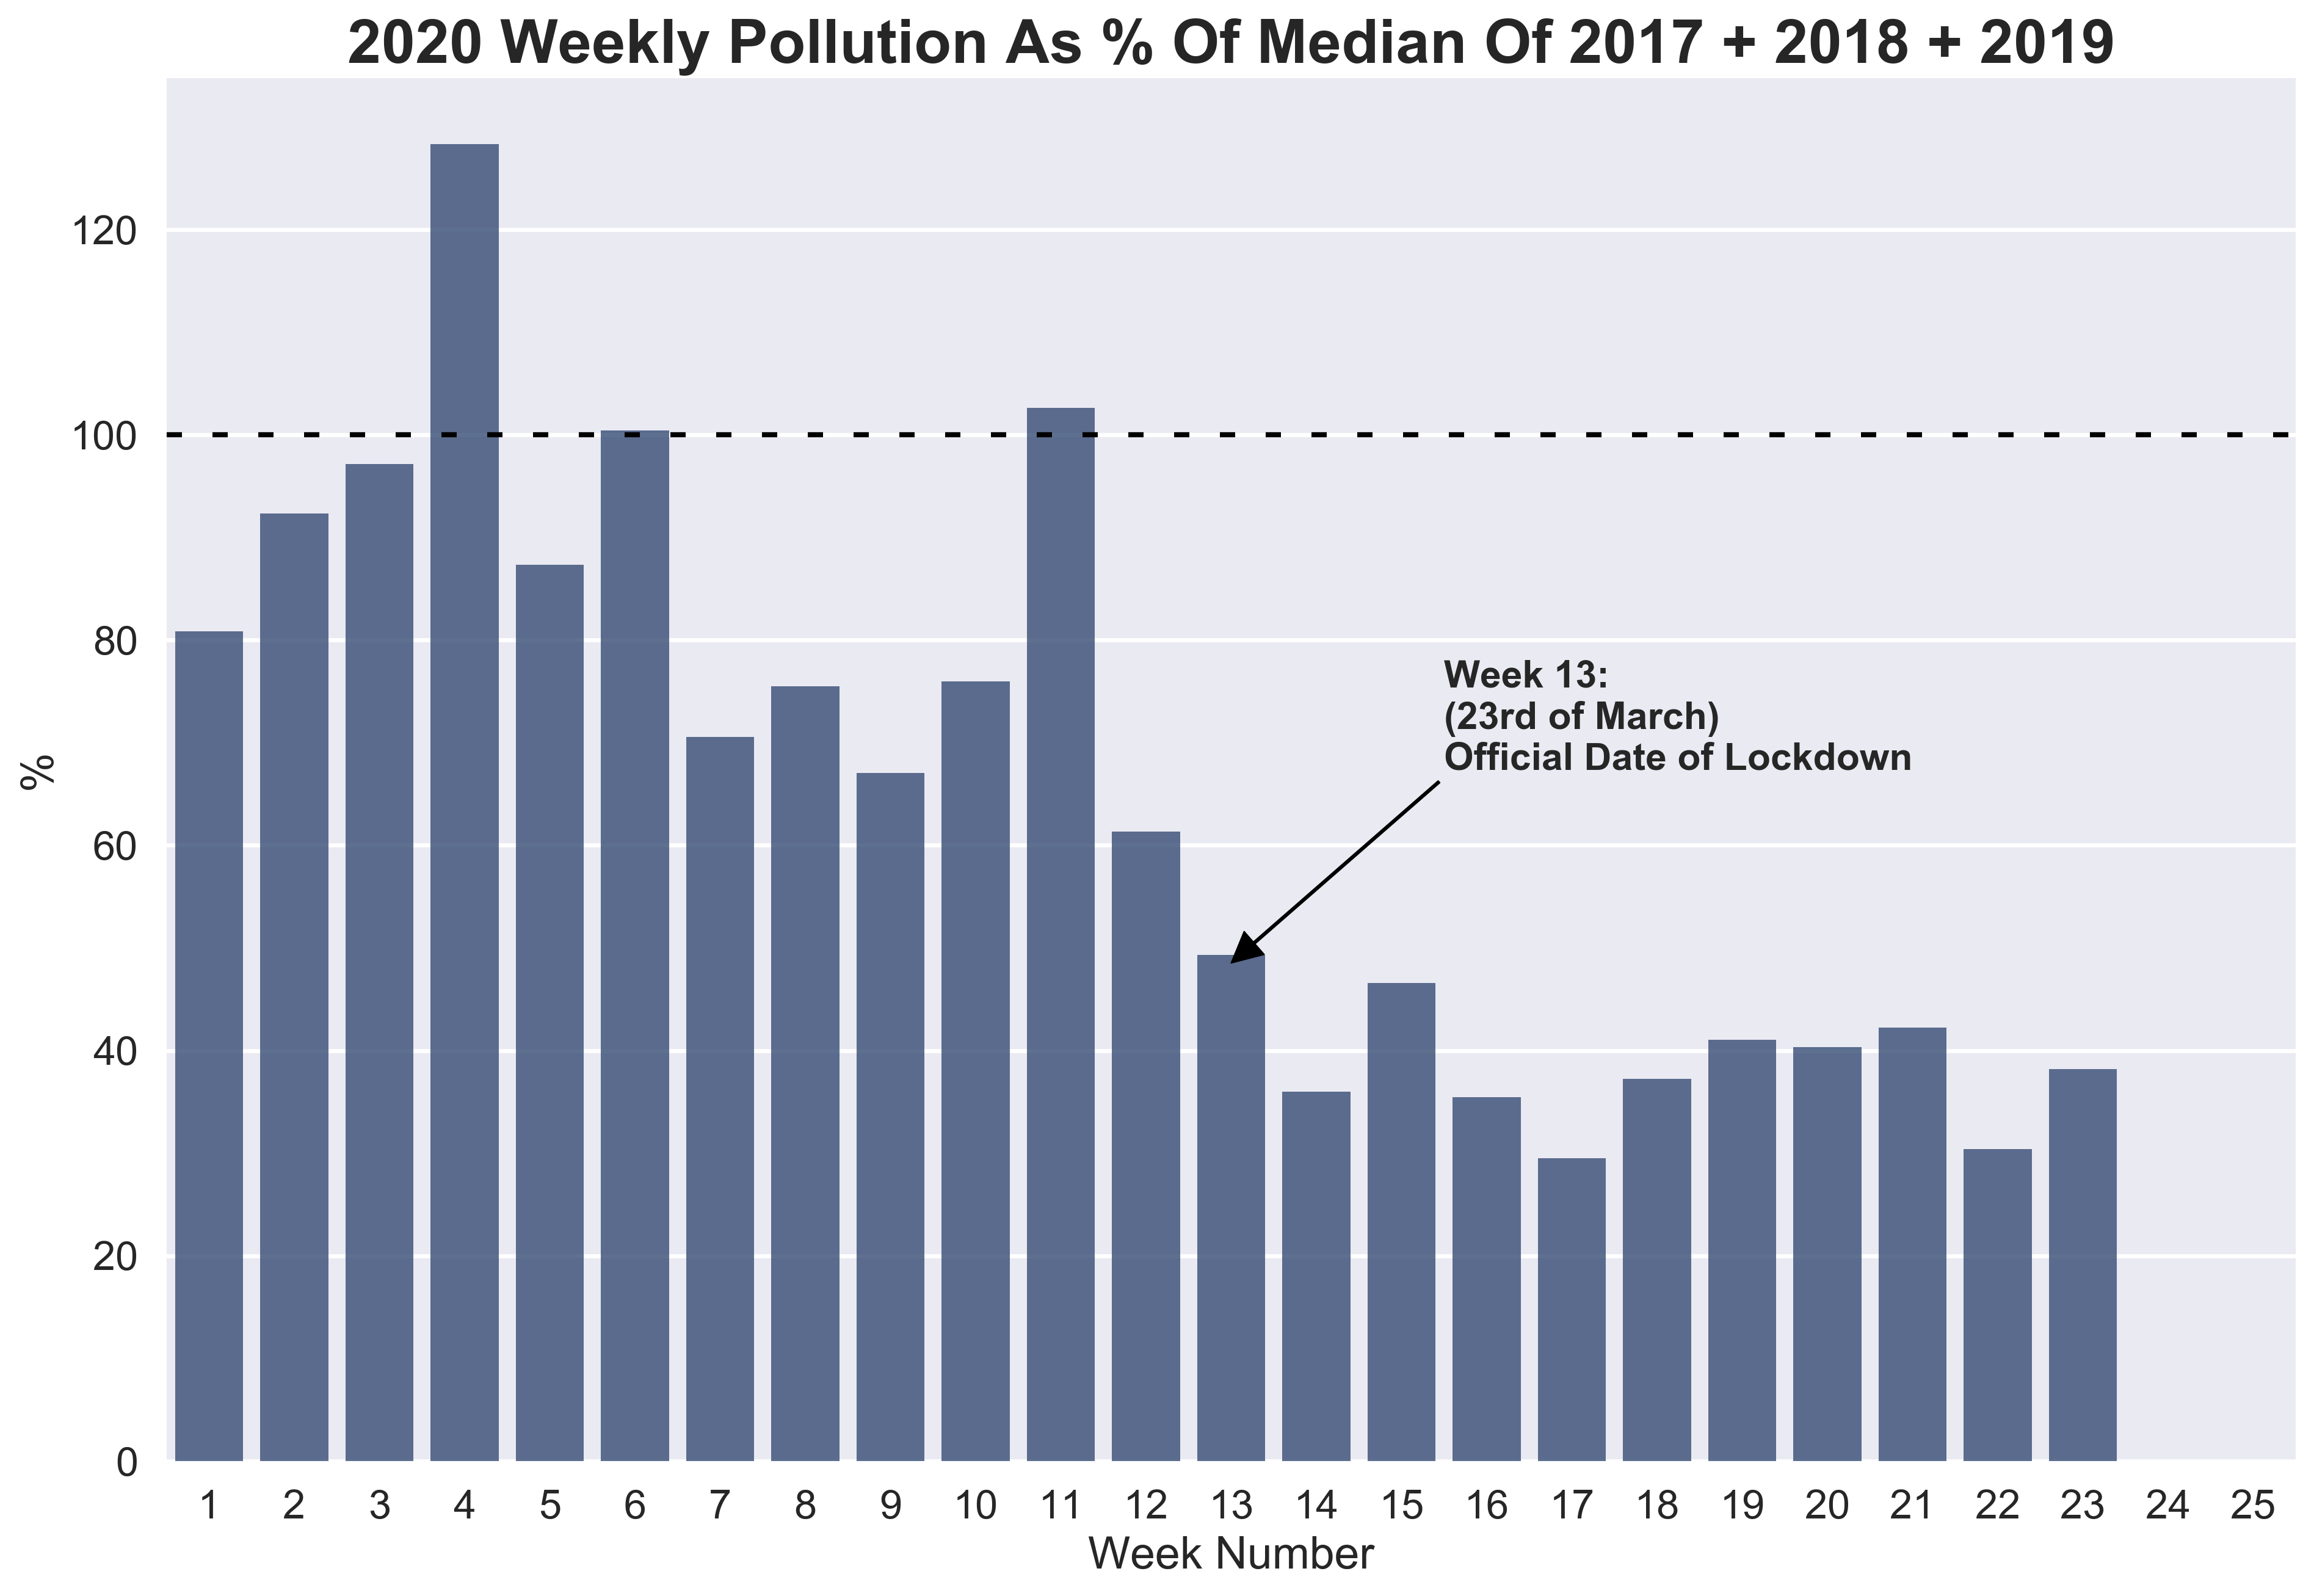 2020 Weekly Pollution As % Of Median Of 2017 + 2018 + 2019
120
100
80
60
40
20
0
%
Week 13:
(23rd of March)
Official Date of Lockdown
1 2 3 4 5 6 7 8 9 10 11 12 13 14 15 16 17 18 19 20 21 22 23 24 25
Week Number